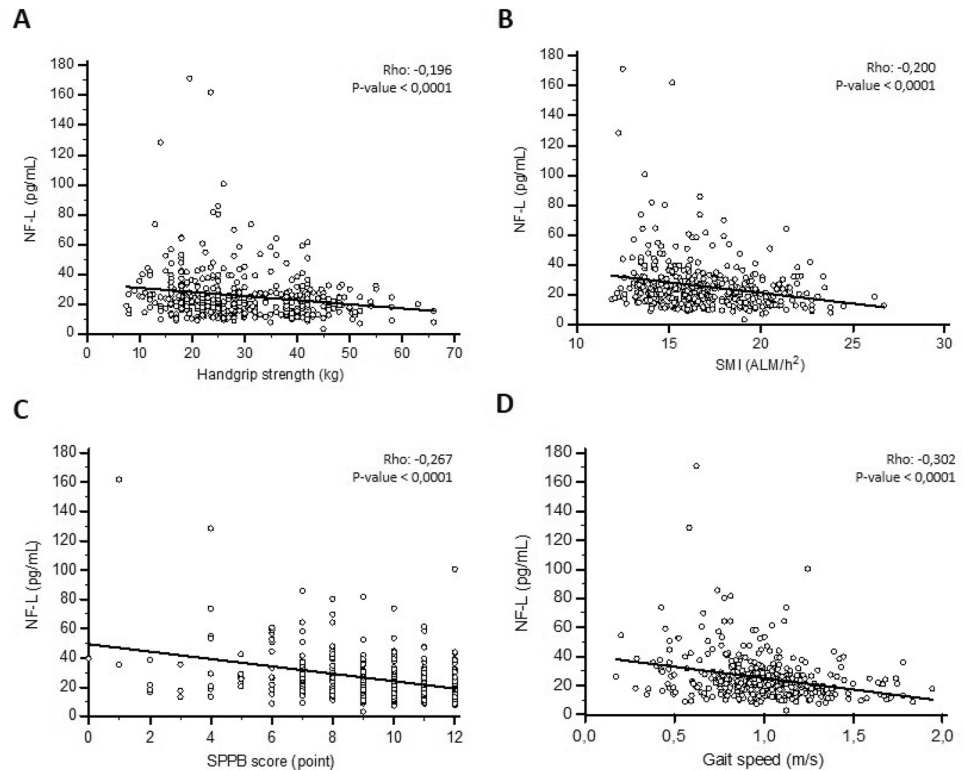 A
Rho: -0,196
P-value < 0,0001
NF-L (pg/mL)
180
160
140
120
100
80
60
40
20
0
0 10 20 30 40 50 60 70
Handgrip strength (kg)
B
Rho: -0,200
P-value < 0,0001
NF-L (pg/mL)
180
160
140
120
100
80
60
40
20
0
10 15 20 25 30
SMI (ALM/h²)
C
Rho: -0,267
P-value < 0,0001
NF-L (pg/mL)
180
160
140
120
100
80
60
40
20
0
0 2 4 6 8 10 12
SPPB score (point)
D
Rho: -0,302
P-value < 0,0001
NF-L (pg/mL)
180
160
140
120
100
80
60
40
20
0
0,0 0,5 1,0 1,5 2,0
Gait speed (m/s)